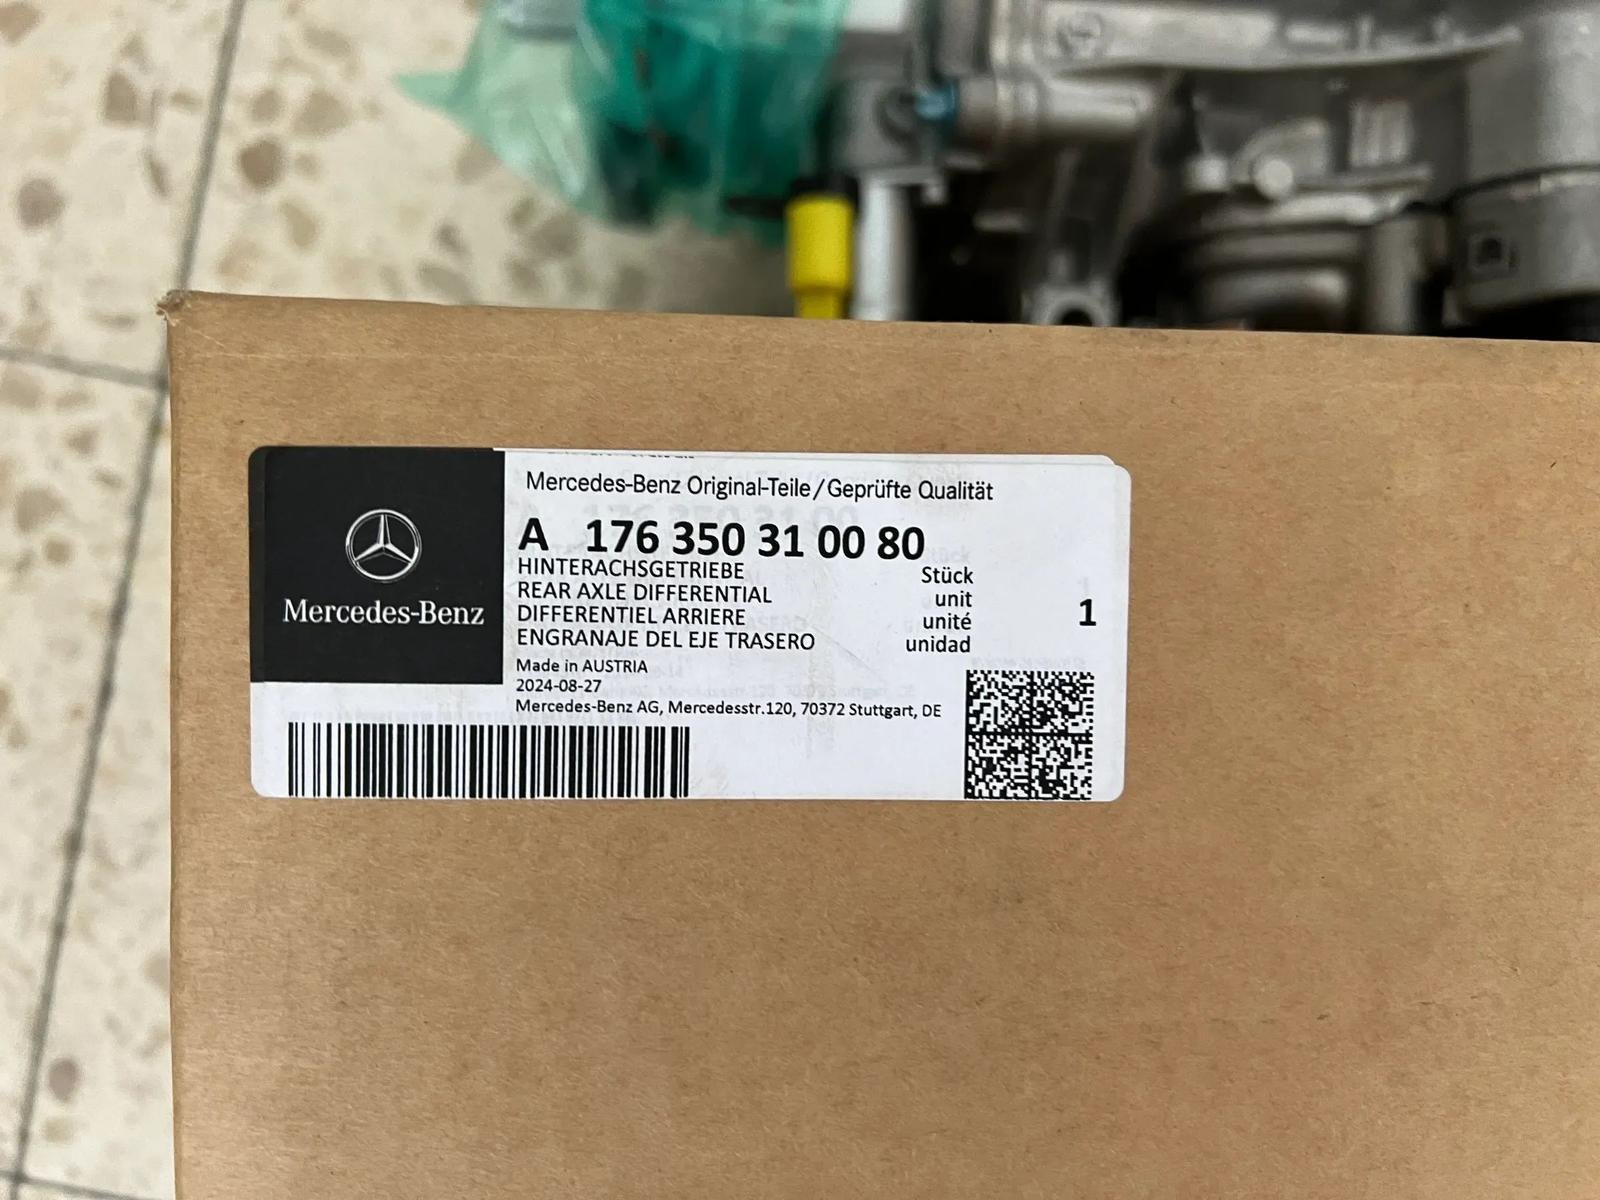 Mercedes-Benz Original-Teile/Geprüfte Qualität
A 176 350 31 00 80
HINTERACHSGETRIEBE Stück
REAR AXLE DIFFERENTIAL unit
DIFFERENTIEL ARRIERE unité
ENGRANAJE DEL EJE TRASERO unidad
1
Mercedes-Benz
Made in AUSTRIA
2024-08-27
Mercedes-Benz AG, Mercedesstr.120, 70372 Stuttgart, DE